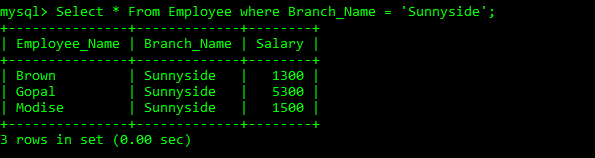 mysql> Select * From Employee where Branch_Name = 'Sunnyside';
+---------------+-------------+--------+
| Employee_Name | Branch_Name | Salary |
+---------------+-------------+--------+
| Brown         | Sunnyside   |   1300 |
| Gopal         | Sunnyside   |   5300 |
| Modise        | Sunnyside   |   1500 |
+---------------+-------------+--------+
3 rows in set (0.00 sec)